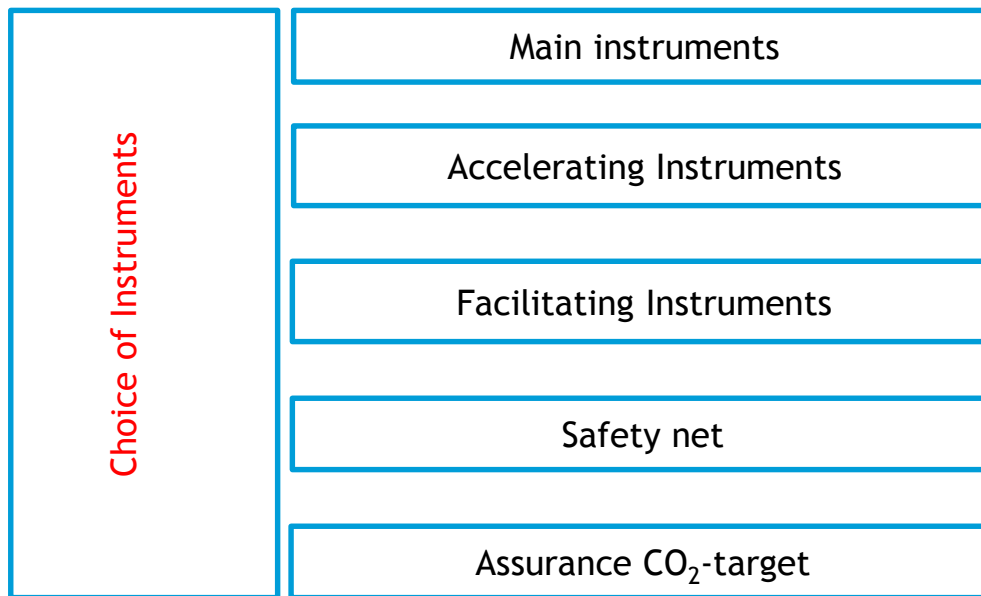 Choice of Instruments
Main instruments
Accelerating Instruments
Facilitating Instruments
Safety net
Assurance CO₂-target